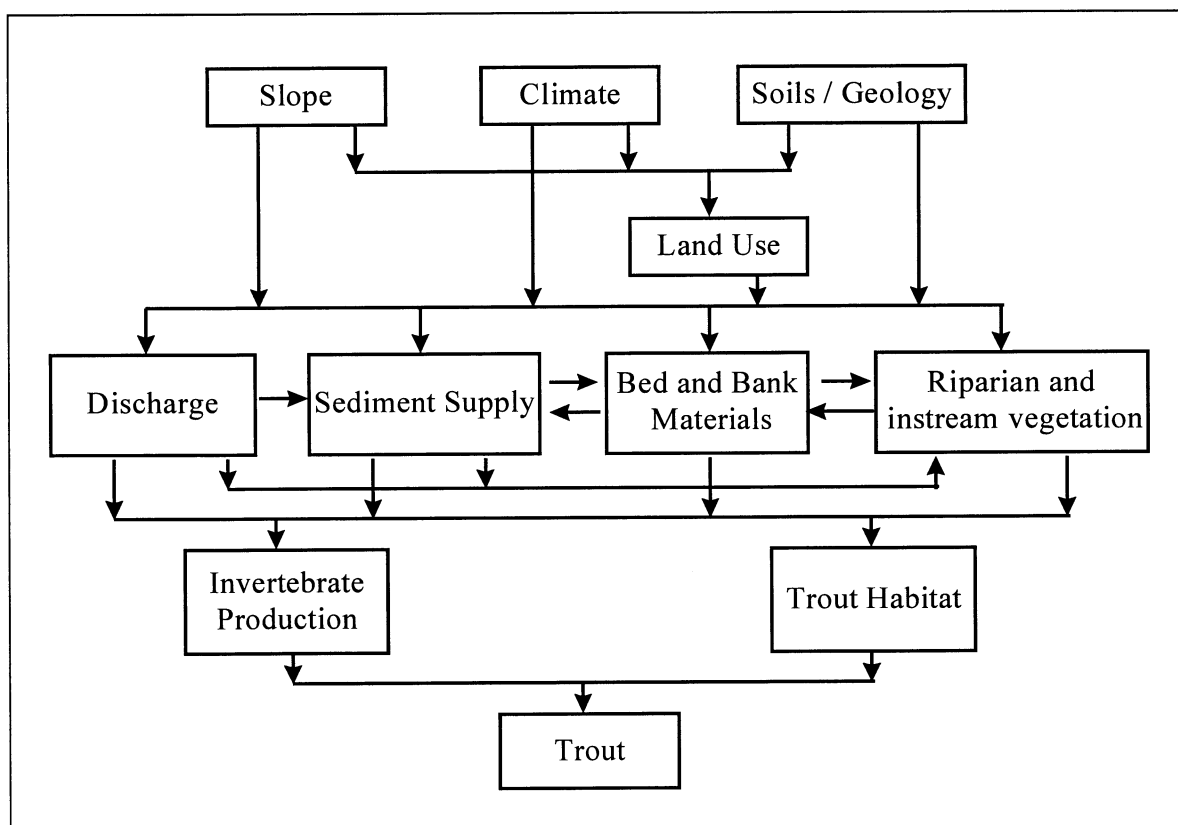 Slope
Climate
Soils / Geology
Land Use
Discharge
Sediment Supply
Bed and Bank
Materials
Riparian and
instream vegetation
Invertebrate
Production
Trout Habitat
Trout